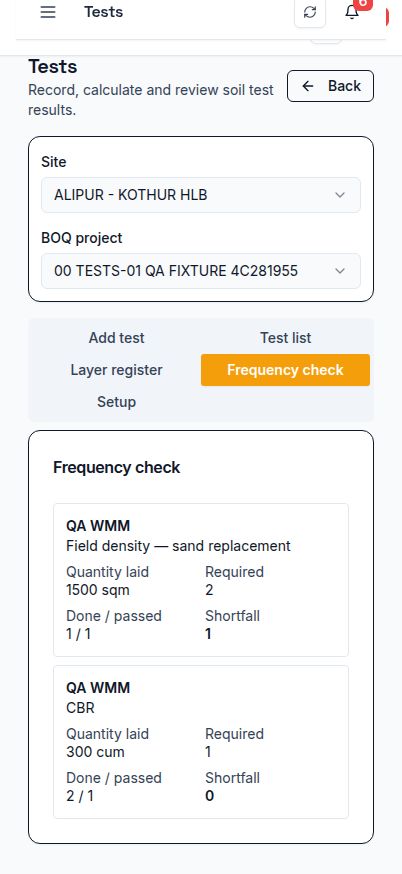 Tests
6
Tests
Record, calculate and review soil test
results.
Back
Site
ALIPUR - KOTHUR HLB
BOQ project
00 TESTS-01 QA FIXTURE 4C281955
Add test
Test list
Layer register
Frequency check
Setup
Frequency check
QA WMM
Field density — sand replacement
Quantity laid
Required
1500 sqm
2
Done / passed
Shortfall
1 / 1
1
QA WMM
CBR
Quantity laid
Required
300 cum
1
Done / passed
Shortfall
2 / 1
0